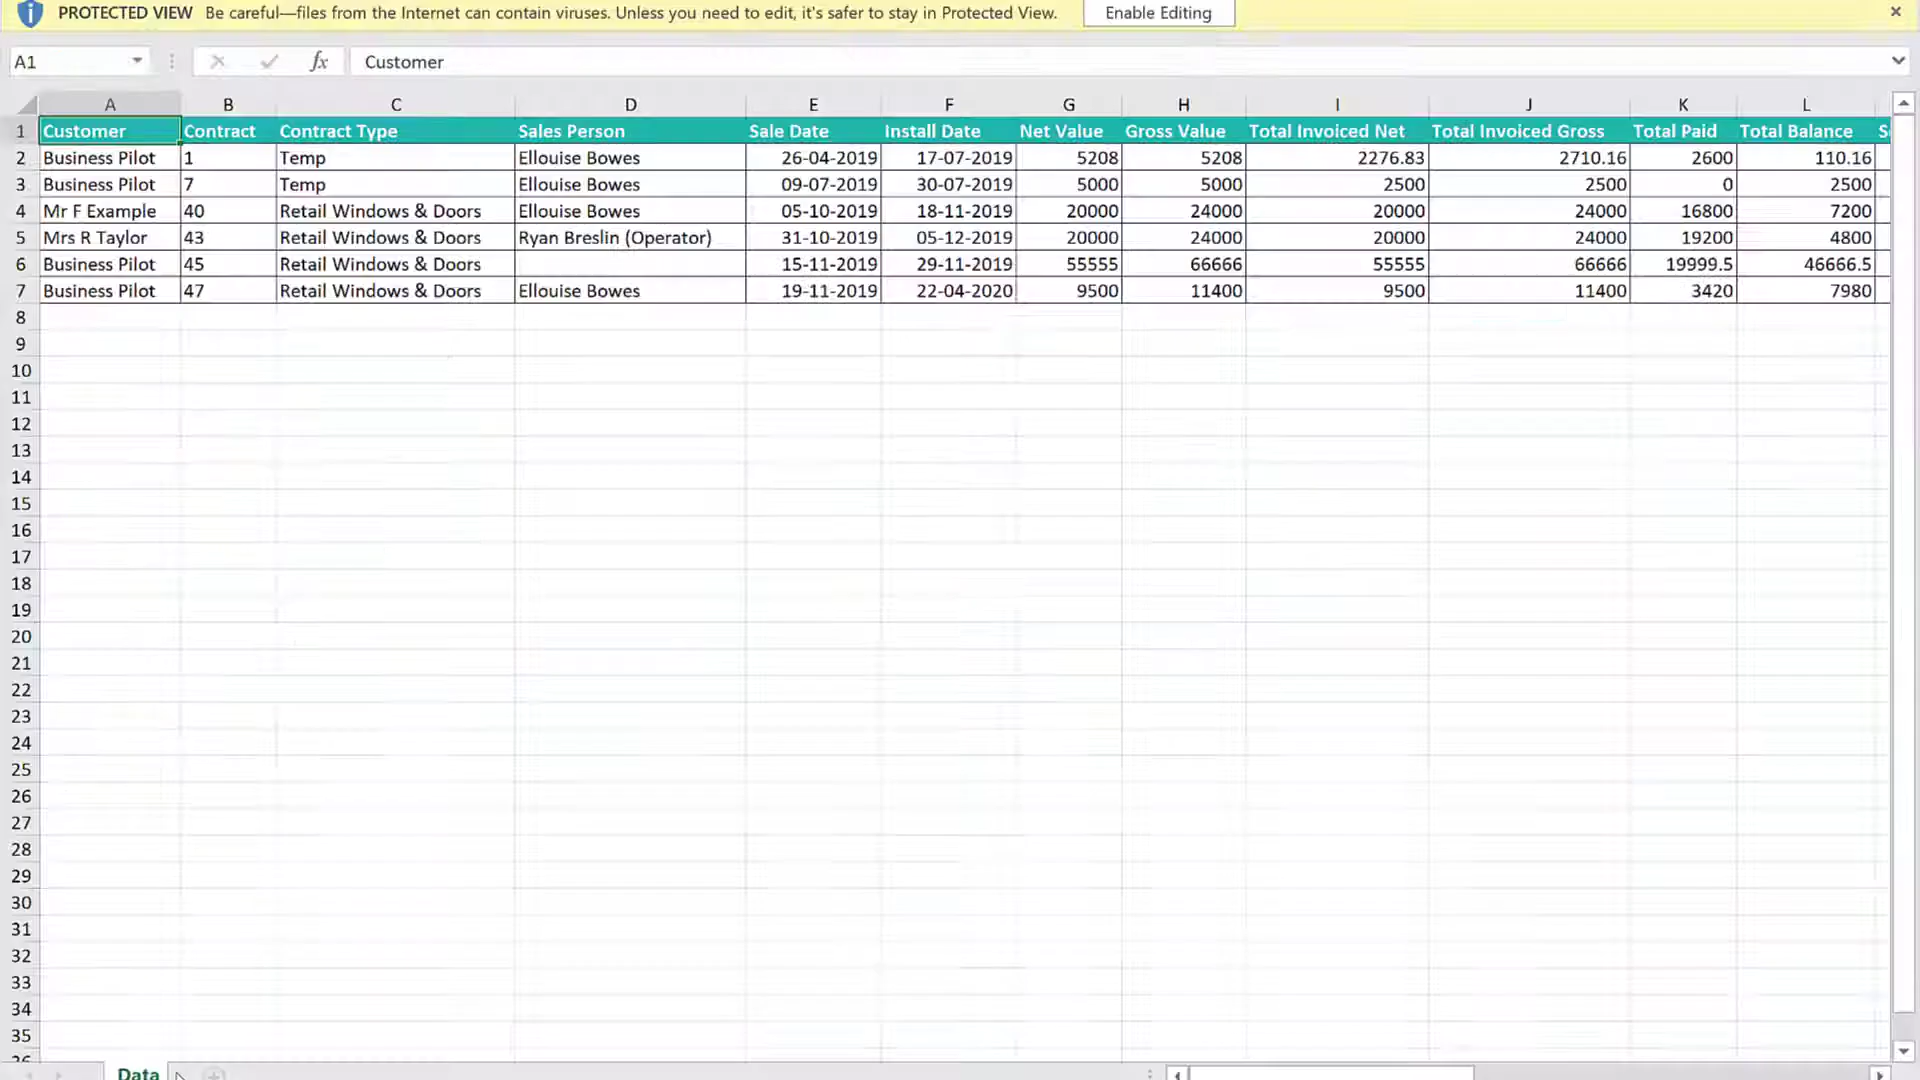 PROTECTED VIEW Be careful—files from the Internet can contain viruses. Unless you need to edit, it's safer to stay in Protected View. Enable Editing
A1 fx Customer
A B C D E F G H I J K L
1 Customer Contract Contract Type Sales Person Sale Date Install Date Net Value Gross Value Total Invoiced Net Total Invoiced Gross Total Paid Total Balance
2 Business Pilot 1 Temp Ellouise Bowes 26-04-2019 17-07-2019 5208 5208 2276.83 2710.16 2600 110.16
3 Business Pilot 7 Temp Ellouise Bowes 09-07-2019 30-07-2019 5000 5000 2500 2500 0 2500
4 Mr F Example 40 Retail Windows & Doors Ellouise Bowes 05-10-2019 18-11-2019 20000 24000 20000 24000 16800 7200
5 Mrs R Taylor 43 Retail Windows & Doors Ryan Breslin (Operator) 31-10-2019 05-12-2019 20000 24000 20000 24000 19200 4800
6 Business Pilot 45 Retail Windows & Doors 15-11-2019 29-11-2019 55555 66666 55555 66666 19999.5 46666.5
7 Business Pilot 47 Retail Windows & Doors Ellouise Bowes 19-11-2019 22-04-2020 9500 11400 9500 11400 3420 7980
8
9
10
11
12
13
14
15
16
17
18
19
20
21
22
23
24
25
26
27
28
29
30
31
32
33
34
35
Data